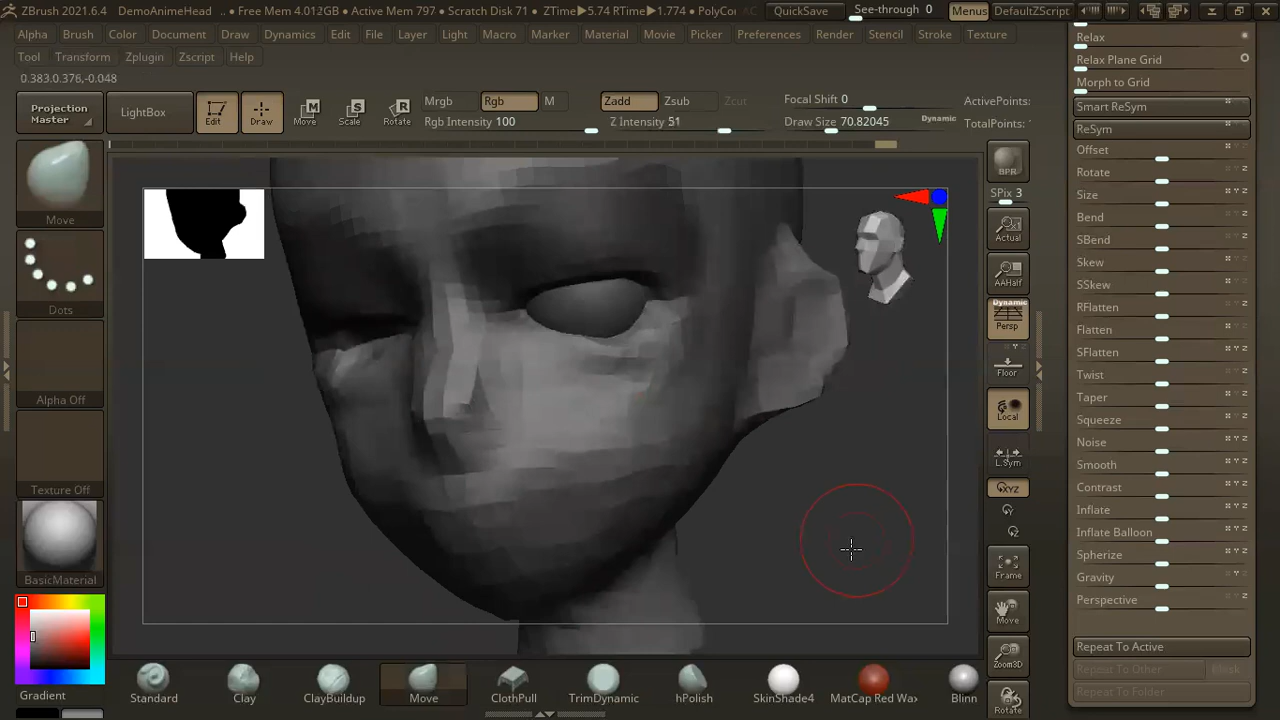 ZBrush 2021.6.4 DemoAnimeHead .. • Free Mem 4.012GB • Active Mem 797 • Scratch Disk 71 • ZTime▶5.74 RTime▶1.774 • PolyCo AC QuickSave See-through 0 Menus DefaultZScript
Alpha Brush Color Document Draw Dynamics Edit File Layer Light Macro Marker Material Movie Picker Preferences Render Stencil Stroke Texture
Tool Transform Zplugin Zscript Help
0.383,0.376,-0.048
Projection
Master
LightBox
Edit
Draw
Move
Scale
Rotate
Mrgb Rgb M
Rgb Intensity 100
Zadd Zsub Zcut
Z Intensity 51
Focal Shift 0
Draw Size 70.82045 Dynamic
ActivePoints:
TotalPoints:
Move
Dots
Alpha Off
Texture Off
BasicMaterial
Gradient
BPR
SPix 3
Actual
AAHalf
Dynamic
Persp
Floor
Local
L.Sym
XYZ
Y
Z
Frame
Move
Zoom3D
Rotate
Relax
Relax Plane Grid
Morph to Grid
Smart ReSym
ReSym
Offset
Rotate
Size
Bend
SBend
Skew
SSkew
RFlatten
Flatten
SFlatten
Twist
Taper
Squeeze
Noise
Smooth
Contrast
Inflate
Inflate Balloon
Spherize
Gravity
Perspective
Repeat To Active
Repeat To Other
Repeat To Folder
Standard Clay ClayBuildup Move ClothPull TrimDynamic hPolish SkinShade4 MatCap Red Wa Blinn